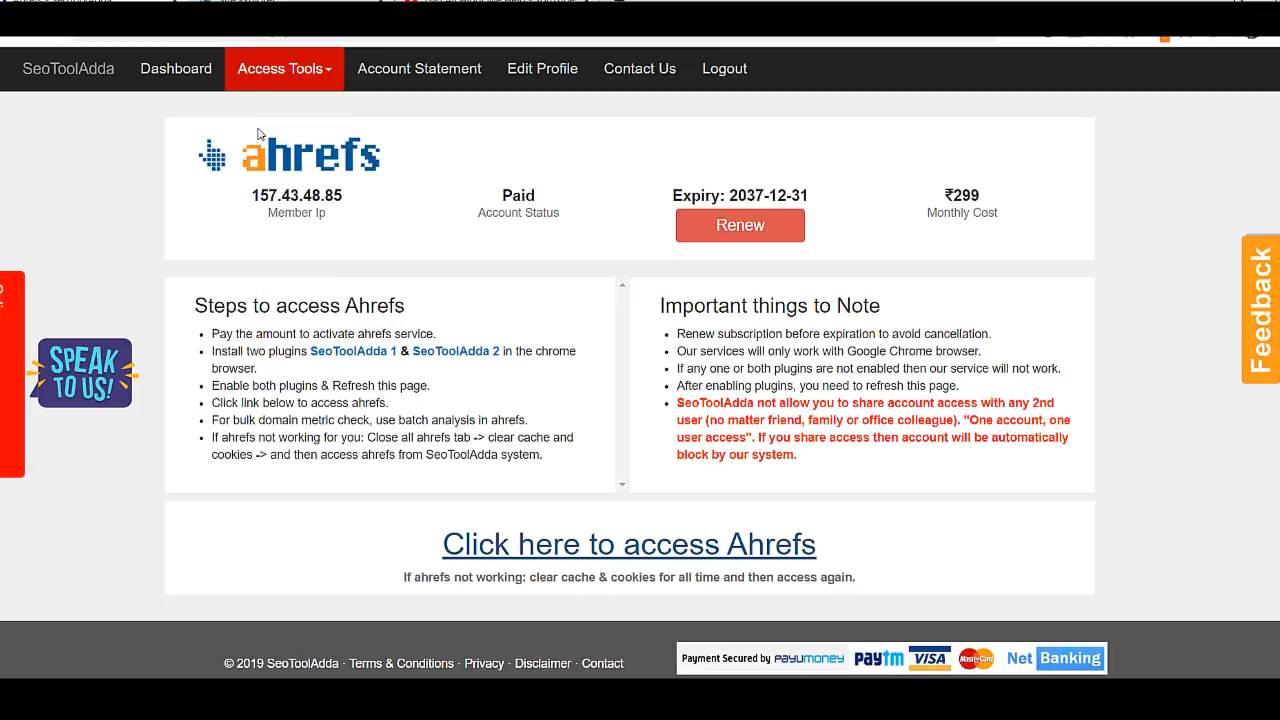 SeoToolAdda Dashboard Access Tools Account Statement Edit Profile Contact Us Logout
ahrefs
157.43.48.85 Paid Expiry: 2037-12-31 ₹299
Member Ip Account Status Renew Monthly Cost
Steps to access Ahrefs
• Pay the amount to activate ahrefs service.
• Install two plugins SeoToolAdda 1 & SeoToolAdda 2 in the chrome
browser.
• Enable both plugins & Refresh this page.
• Click link below to access ahrefs.
• For bulk domain metric check, use batch analysis in ahrefs.
• If ahrefs not working for you: Close all ahrefs tab -> clear cache and
cookies -> and then access ahrefs from SeoToolAdda system.
Important things to Note
• Renew subscription before expiration to avoid cancellation.
• Our services will only work with Google Chrome browser.
• If any one or both plugins are not enabled then our service will not work.
• After enabling plugins, you need to refresh this page.
• SeoToolAdda not allow you to share account access with any 2nd
user (no matter friend, family or office colleague). "One account, one
user access". If you share access then account will be automatically
block by our system.
SPEAK
TO US!
Feedback
Click here to access Ahrefs
If ahrefs not working: clear cache & cookies for all time and then access again.
© 2019 SeoToolAdda · Terms & Conditions · Privacy · Disclaimer · Contact
Payment Secured by PayUmoney Paytm VISA MasterCard Net Banking